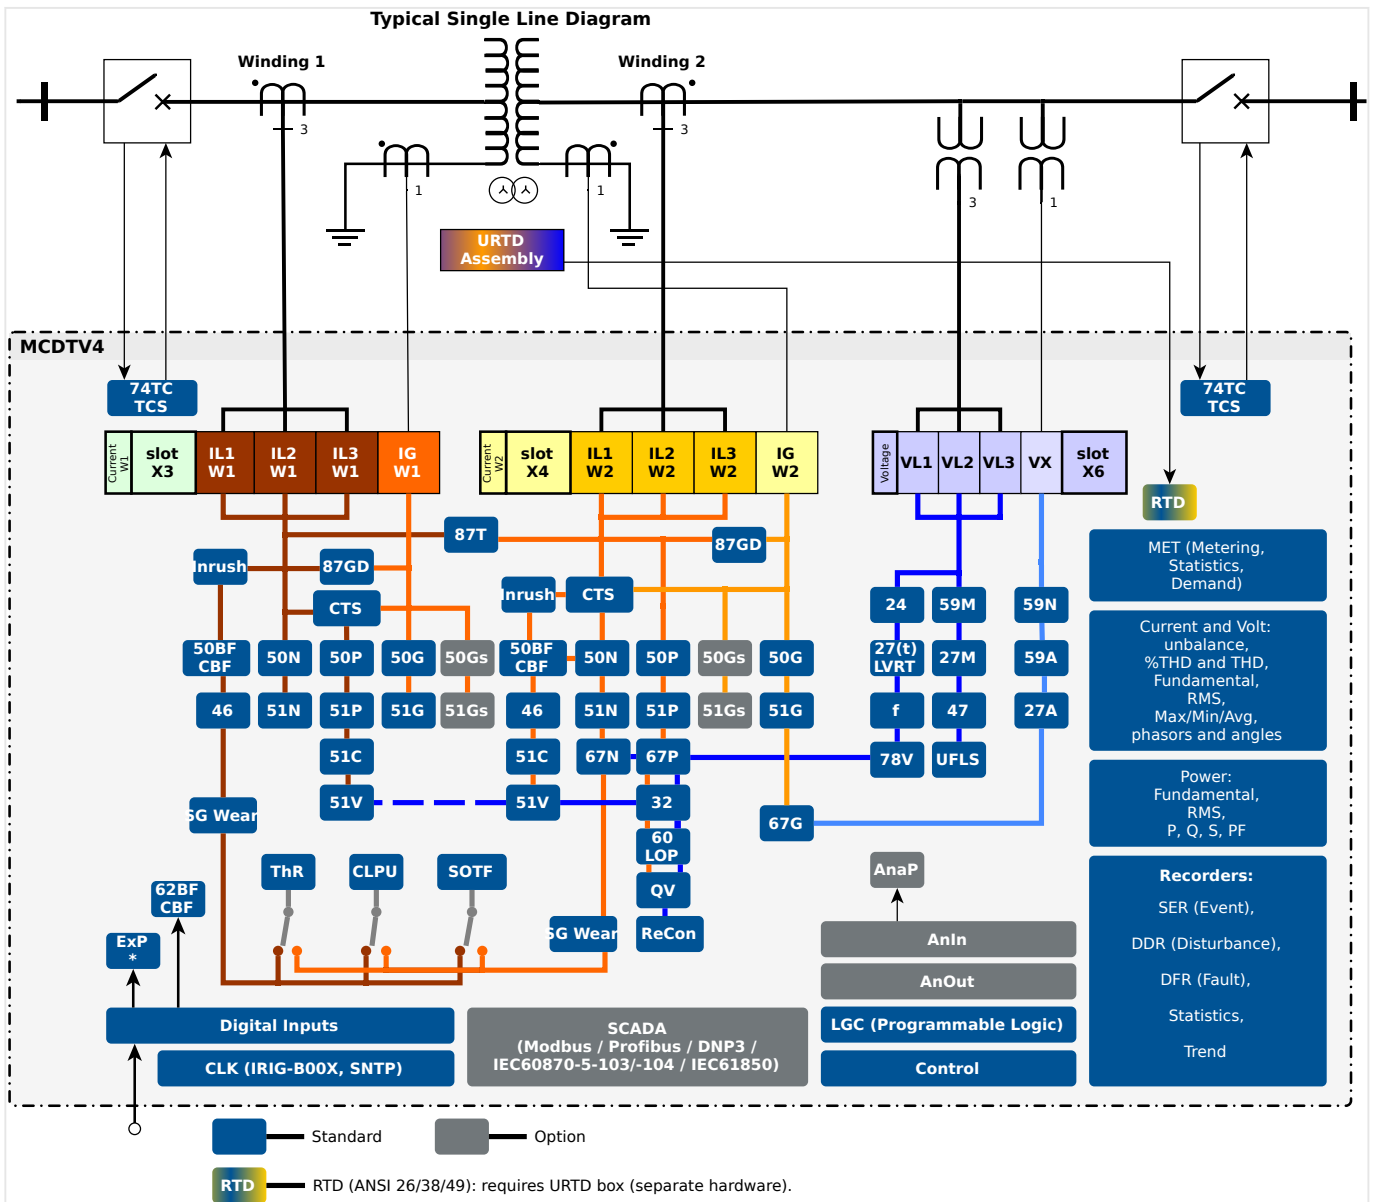 Typical Single Line Diagram
Winding 1
Winding 2
3
3
1
1
3
1
URTD
Assembly
MCDTV4
74TC
TCS
74TC
TCS
Current
W1
slot
X3
IL1
W1
IL2
W1
IL3
W1
IG
W1
Current
W2
slot
X4
IL1
W2
IL2
W2
IL3
W2
IG
W2
Voltage
VL1
VL2
VL3
VX
slot
X6
RTD
87T
87GD
Inrush
87GD
CTS
Inrush
CTS
24
59M
59N
50BF
CBF
50N
50P
50G
50Gs
50BF
CBF
50N
50P
50Gs
50G
27(t)
LVRT
27M
59A
46
51N
51P
51G
51Gs
46
51N
51P
51Gs
51G
f
47
27A
51C
51C
67N
67P
78V
UFLS
51V
51V
32
67G
SG Wear
60
LOP
QV
ReCon
SG Wear
ThR
CLPU
SOTF
62BF
CBF
ExP
*
AnaP
AnIn
AnOut
LGC (Programmable Logic)
Control
Digital Inputs
CLK (IRIG-B00X, SNTP)
SCADA
(Modbus / Profibus / DNP3 /
IEC60870-5-103/-104 / IEC61850)
MET (Metering,
Statistics,
Demand)
Current and Volt:
unbalance,
%THD and THD,
Fundamental,
RMS,
Max/Min/Avg,
phasors and angles
Power:
Fundamental,
RMS,
P, Q, S, PF
Recorders:
SER (Event),
DDR (Disturbance),
DFR (Fault),
Statistics,
Trend
Standard
Option
RTD
RTD (ANSI 26/38/49): requires URTD box (separate hardware).